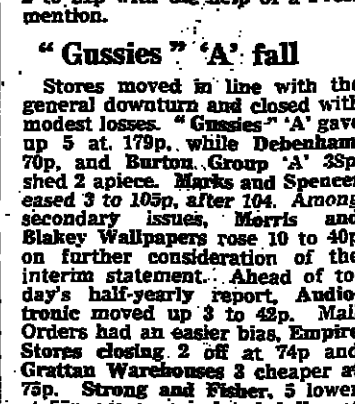 mention.
"Gussies" 'A' fall
Stores moved in line with the
general downturn and closed with
modest losses. "Gussies" 'A' gave
up 5 at 179p, while Debenham
70p, and Burton Group 'A' 38p
shed 2 apiece. Marks and Spencer
eased 3 to 105p, after 104. Among
secondary issues, Morris and
Blakey Wallpapers rose 10 to 40p
on further consideration of the
interim statement. Ahead of to
day's half-yearly report, Audio
tronic moved up 3 to 42p. Mail
Orders had an easier bias, Empire
Stores closing 2 off at 74p and
Grattan Warehouses 3 cheaper at
73p. Strong and Fisher, 5 lower